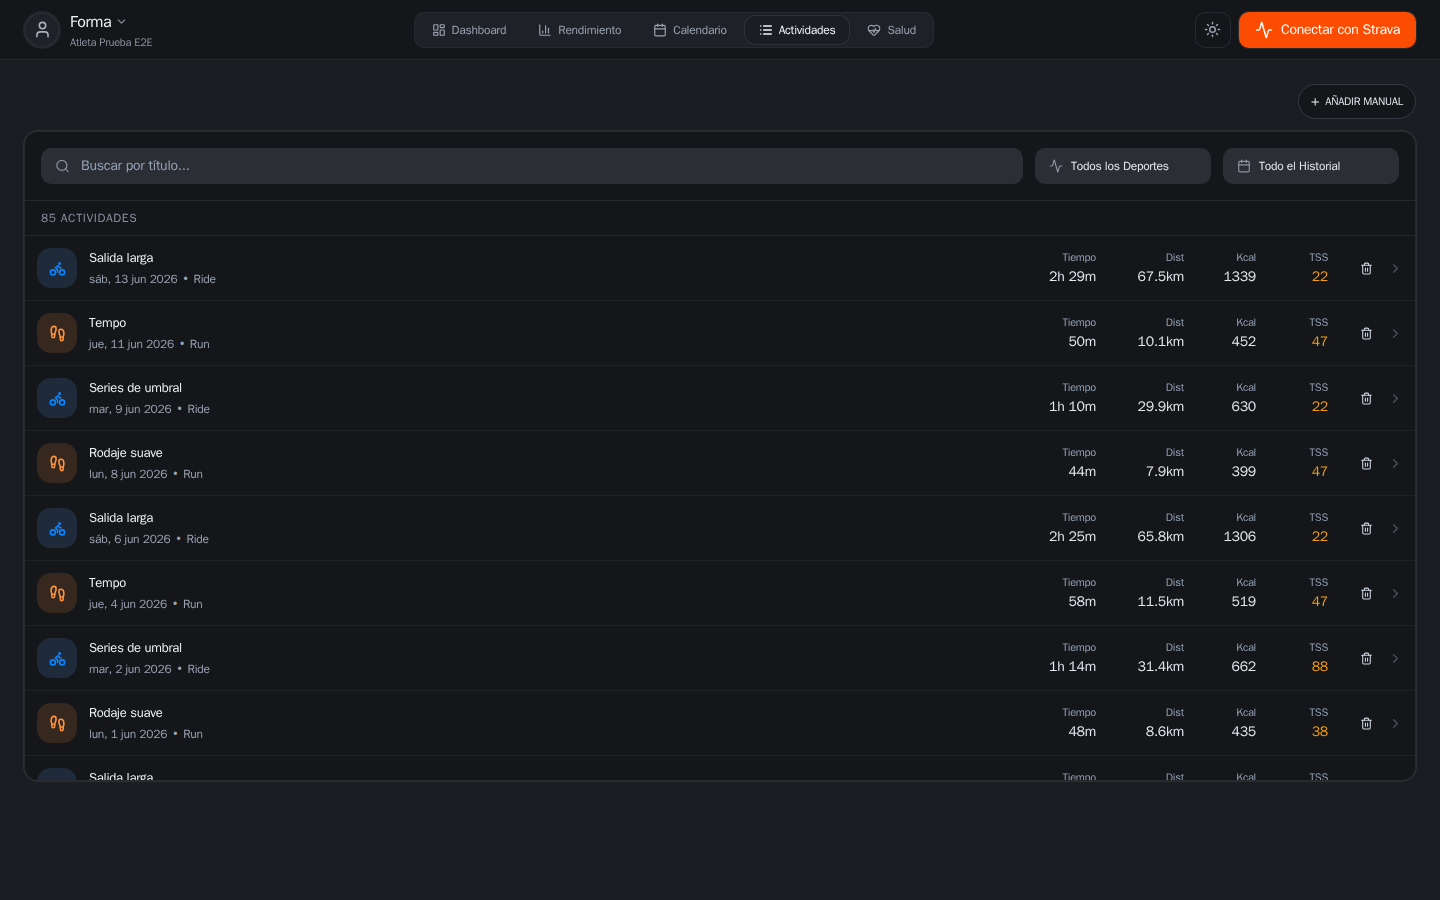 Forma
Atleta Prueba E2E
Dashboard
Rendimiento
Calendario
Actividades
Salud
Conectar con Strava
+ AÑADIR MANUAL
Buscar por título...
Todos los Deportes
Todo el Historial
85 ACTIVIDADES
Salida larga
sáb, 13 jun 2026 • Ride
Tiempo Dist Kcal TSS
2h 29m 67.5km 1339 22
Tempo
jue, 11 jun 2026 • Run
Tiempo Dist Kcal TSS
50m 10.1km 452 47
Series de umbral
mar, 9 jun 2026 • Ride
Tiempo Dist Kcal TSS
1h 10m 29.9km 630 22
Rodaje suave
lun, 8 jun 2026 • Run
Tiempo Dist Kcal TSS
44m 7.9km 399 47
Salida larga
sáb, 6 jun 2026 • Ride
Tiempo Dist Kcal TSS
2h 25m 65.8km 1306 22
Tempo
jue, 4 jun 2026 • Run
Tiempo Dist Kcal TSS
58m 11.5km 519 47
Series de umbral
mar, 2 jun 2026 • Ride
Tiempo Dist Kcal TSS
1h 14m 31.4km 662 88
Rodaje suave
lun, 1 jun 2026 • Run
Tiempo Dist Kcal TSS
48m 8.6km 435 38
Salida larga
Tiempo Dist Kcal TSS